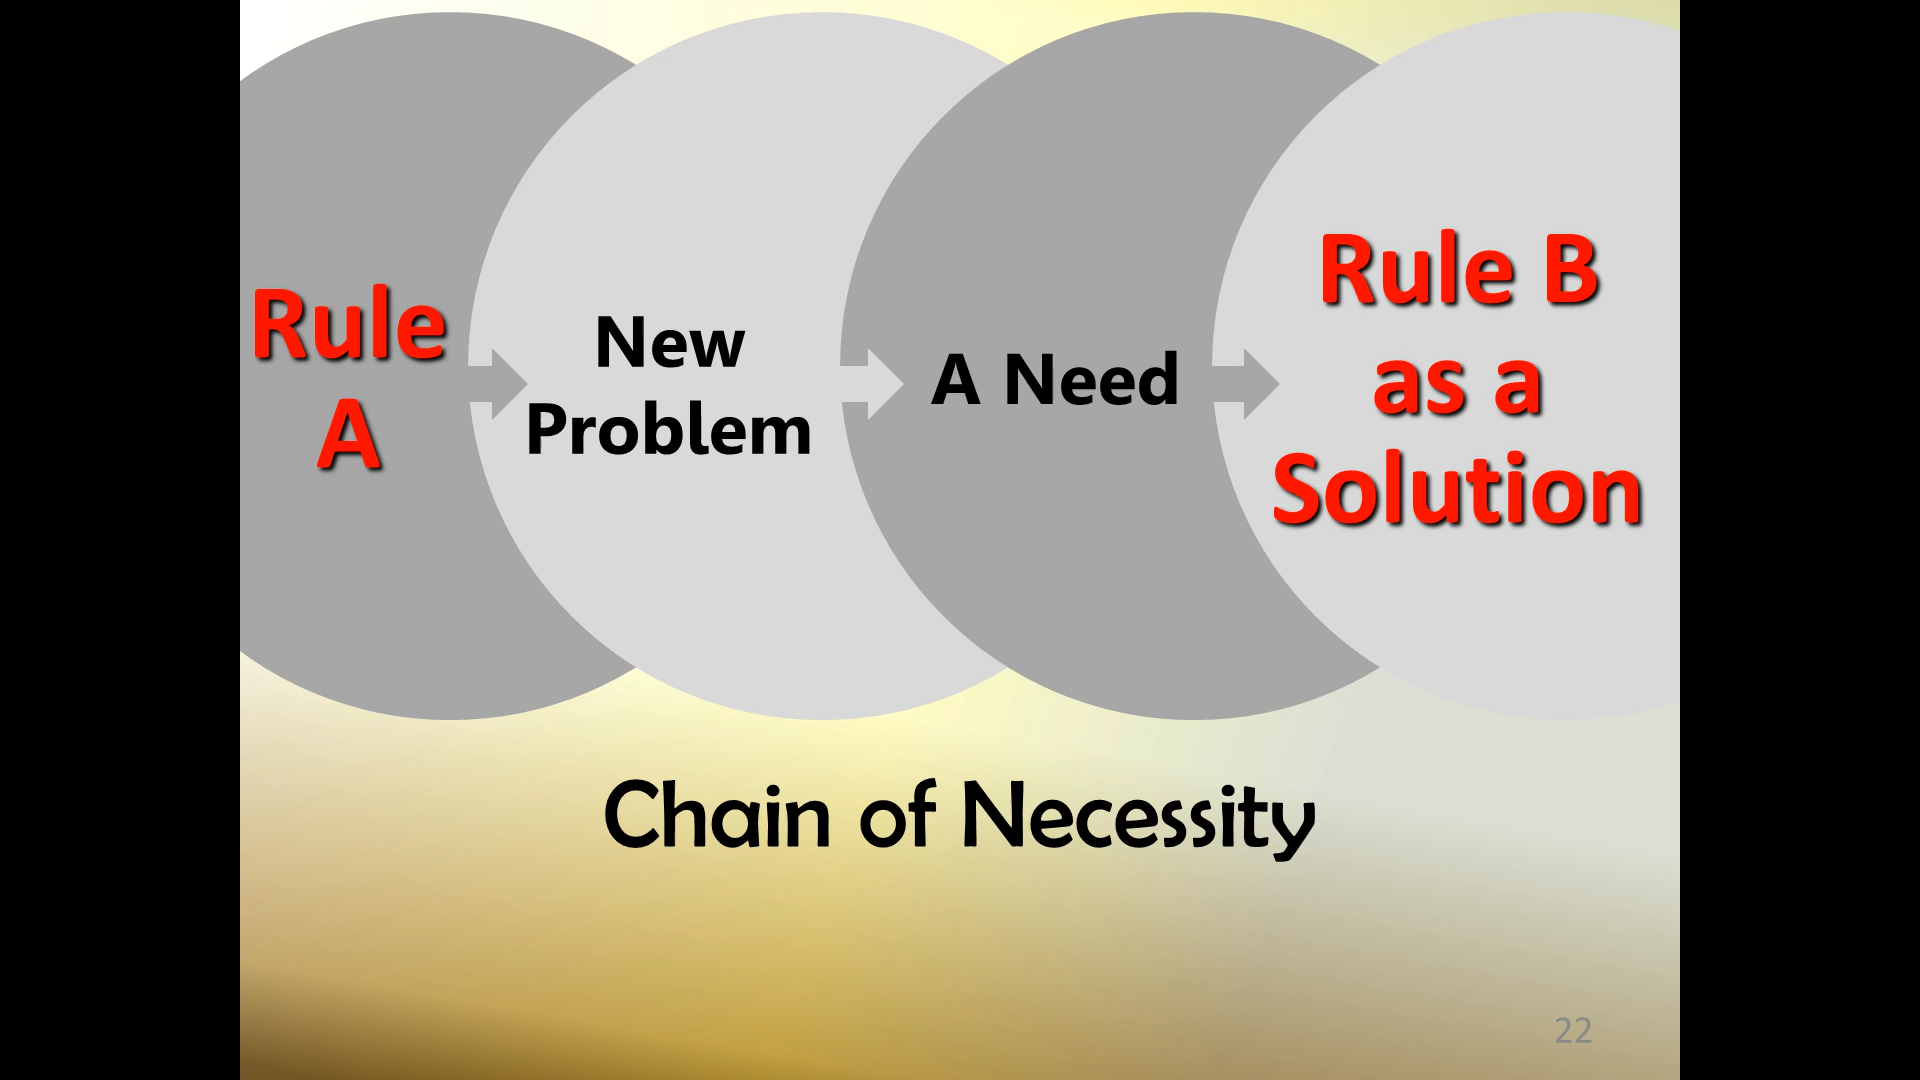 Rule
A
New
Problem
A Need
Rule B
as a
Solution
Chain of Necessity
22